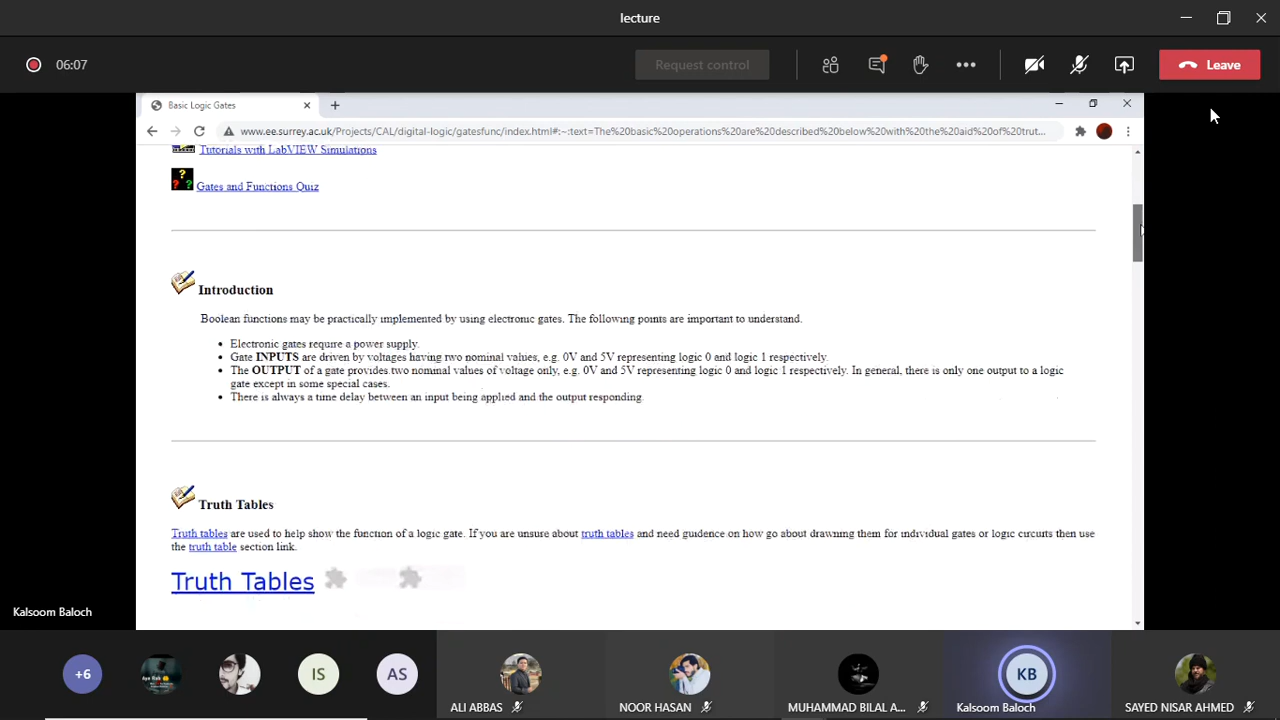 lecture
06:07
Request control
Leave
Basic Logic Gates
www.ee.surrey.ac.uk/Projects/CAL/digital-logic/gatesfunc/index.html#:~:text=The%20basic%20operations%20are%20described%20below%20with%20the%20aid%20of%20trut...
Tutorials with LabVIEW Simulations
Gates and Functions Quiz
Introduction
Boolean functions may be practically implemented by using electronic gates. The following points are important to understand.
Electronic gates require a power supply.
Gate INPUTS are driven by voltages having two nominal values, e.g. 0V and 5V representing logic 0 and logic 1 respectively.
The OUTPUT of a gate provides two nominal values of voltage only, e.g. 0V and 5V representing logic 0 and logic 1 respectively. In general, there is only one output to a logic
gate except in some special cases.
There is always a time delay between an input being applied and the output responding.
Truth Tables
Truth tables are used to help show the function of a logic gate. If you are unsure about truth tables and need guidence on how go about drawning them for individual gates or logic circuits then use
the truth table section link.
Truth Tables
Kalsoom Baloch
+6
IS
AS
KB
ALI ABBAS
NOOR HASAN
MUHAMMAD BILAL A...
Kalsoom Baloch
SAYED NISAR AHMED